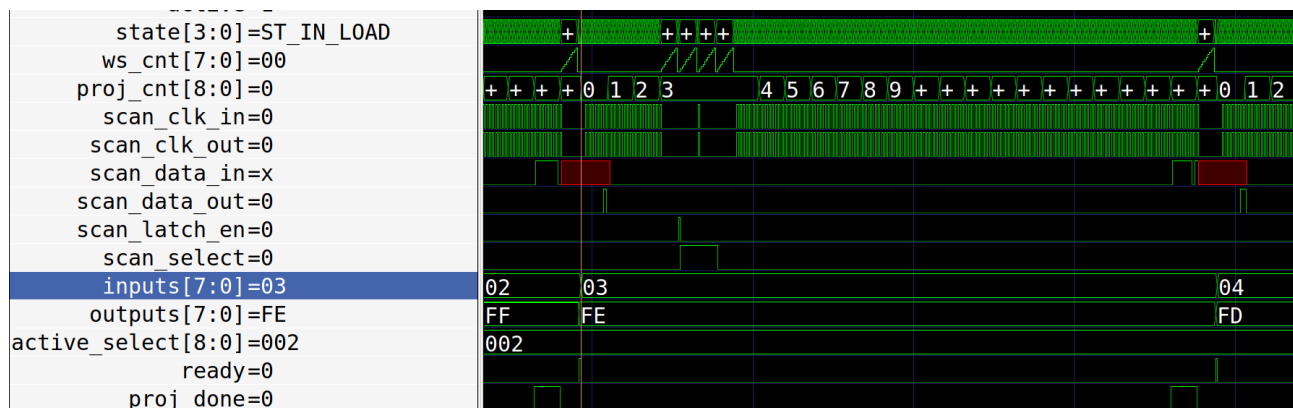 state[3:0]=ST_IN_LOAD + + + + + +
ws_cnt[7:0]=00
proj_cnt[8:0]=0 + + + + 0 1 2 3 4 5 6 7 8 9 + + + + + + + + + + + + 0 1 2
scan_clk_in=0
scan_clk_out=0
scan_data_in=x
scan_data_out=0
scan_latch_en=0
scan_select=0
inputs[7:0]=03 02 03 04
outputs[7:0]=FE FF FE FD
active_select[8:0]=002 002
ready=0
proj_done=0